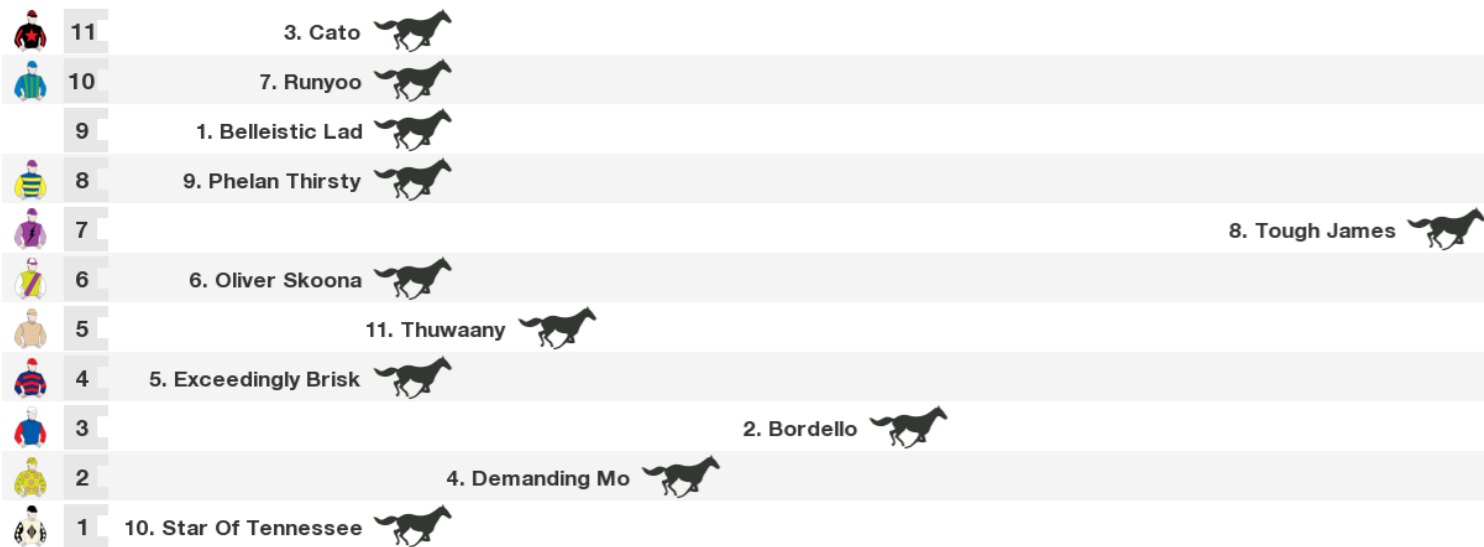 11 3. Cato
10 7. Runyoo
9 1. Belleistic Lad
8 9. Phelan Thirsty
7 8. Tough James
6 6. Oliver Skoona
5 11. Thuwaany
4 5. Exceedingly Brisk
3 2. Bordello
2 4. Demanding Mo
1 10. Star Of Tennessee